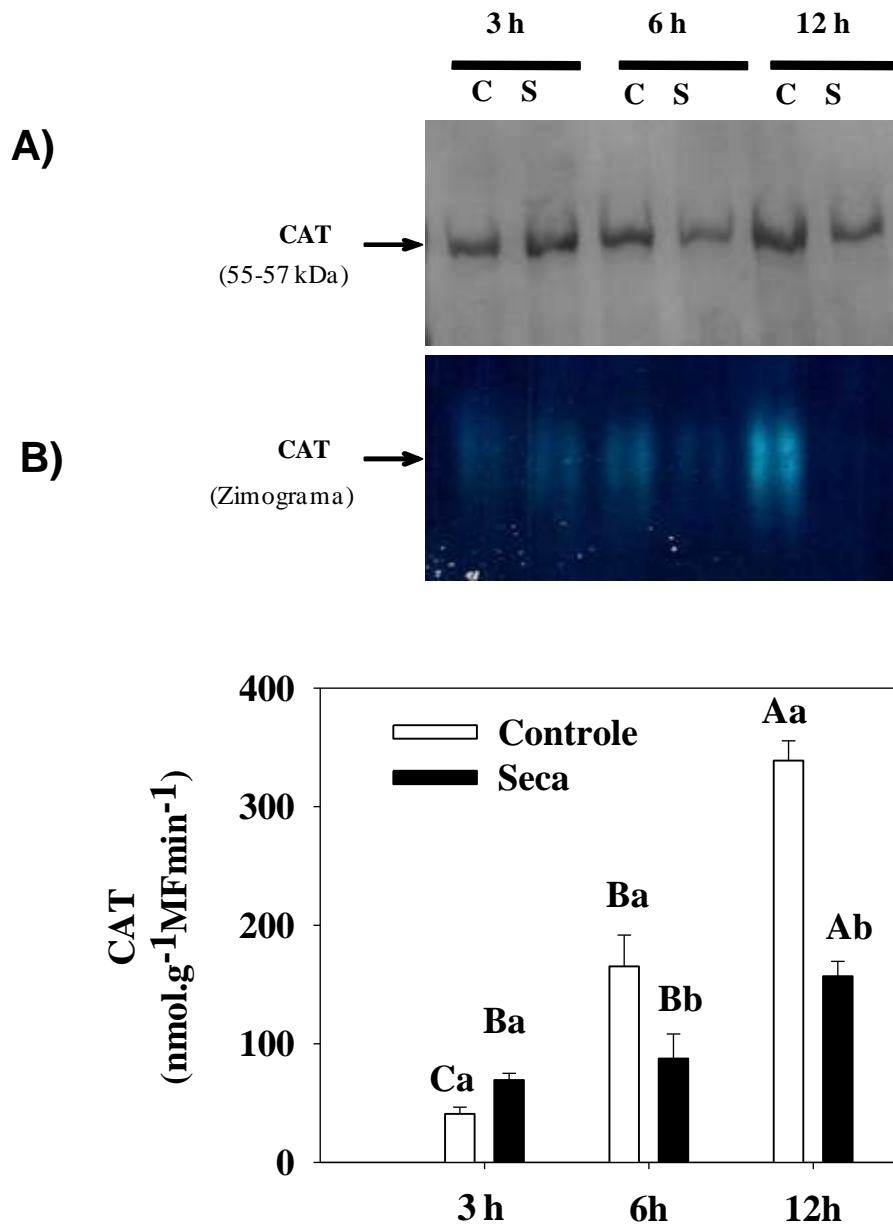 3 h 6 h 12 h
C S C S C S
A)
CAT
(55-57 kDa)
B)
CAT
(Zimograma)
400
300
200
100
0
CAT
(nmol.g⁻¹MFmin⁻¹)
Controle
Seca
Ca
Ba
Ba
Bb
Aa
Ab
3 h 6h 12h